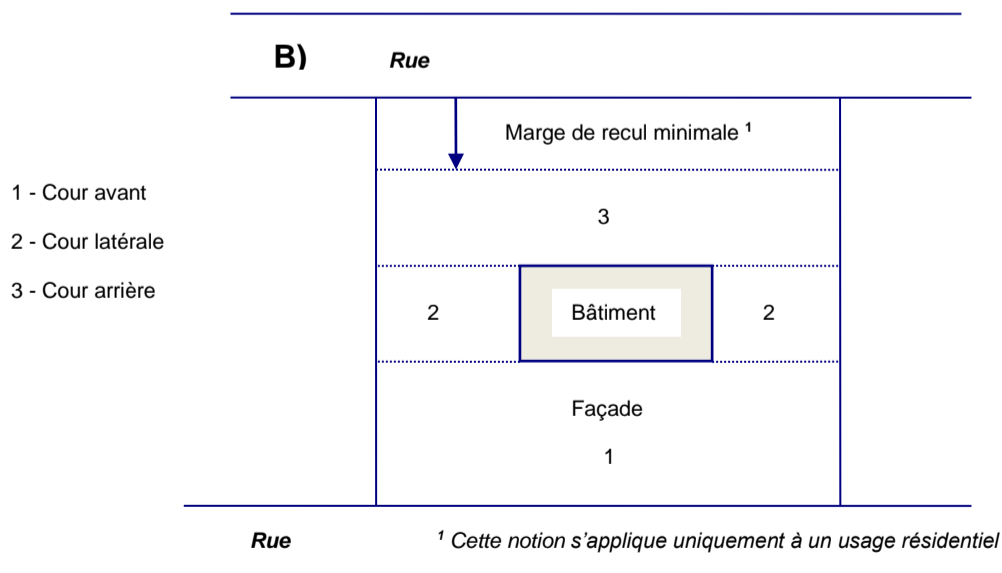 B) Rue
Marge de recul minimale ¹
1 - Cour avant
3
2 - Cour latérale
3 - Cour arrière
2 Bâtiment 2
Façade
1
Rue ¹ Cette notion s'applique uniquement à un usage résidentiel